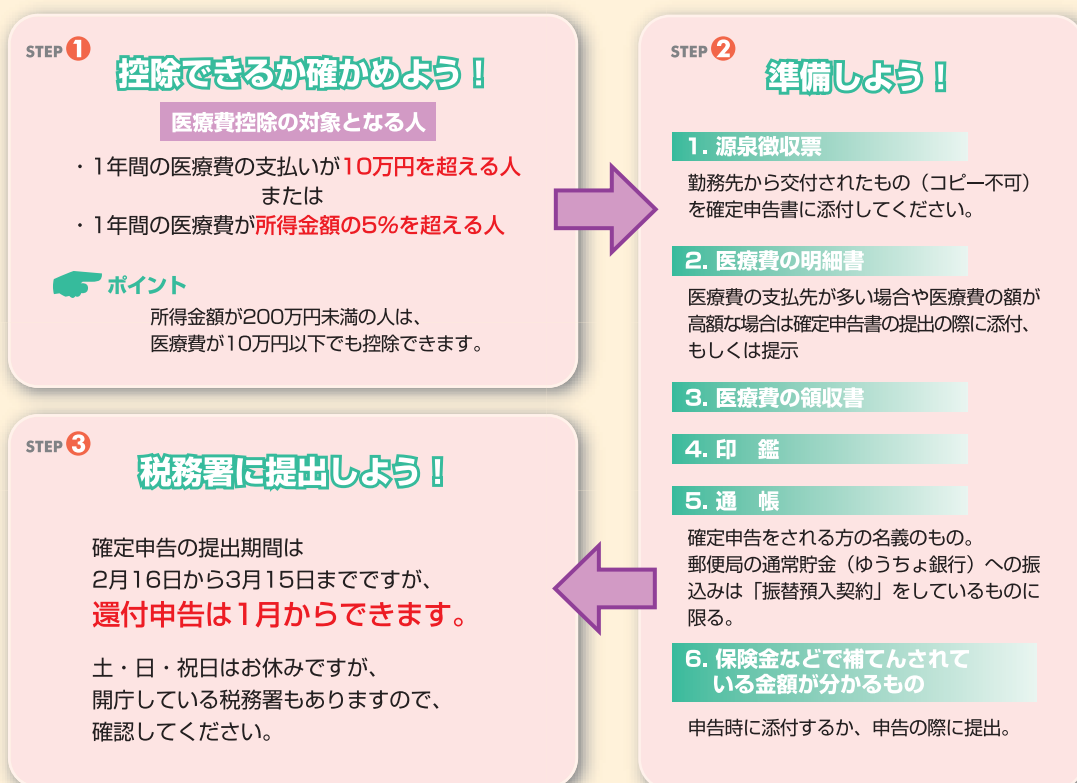 STEP 1
控除できるか確かめよう！
医療費控除の対象となる人
・1年間の医療費の支払いが10万円を超える人
または
・1年間の医療費が所得金額の5%を超える人
ポイント
所得金額が200万円未満の人は、
医療費が10万円以下でも控除できます。
STEP 2
準備しよう！
1. 源泉徴収票
勤務先から交付されたもの（コピー不可）
を確定申告書に添付してください。
2. 医療費の明細書
医療費の支払先が多い場合や医療費の額が
高額な場合は確定申告書の提出の際に添付、
もしくは提示
3. 医療費の領収書
4. 印　鑑
5. 通　帳
確定申告をされる方の名義のもの。
郵便局の通常貯金（ゆうちょ銀行）への振
込みは「振替預入契約」をしているものに
限る。
6. 保険金などで補てんされて
いる金額が分かるもの
申告時に添付するか、申告の際に提出。
STEP 3
税務署に提出しよう！
確定申告の提出期間は
2月16日から3月15日までですが、
還付申告は1月からできます。
土・日・祝日はお休みですが、
開庁している税務署もありますので、
確認してください。